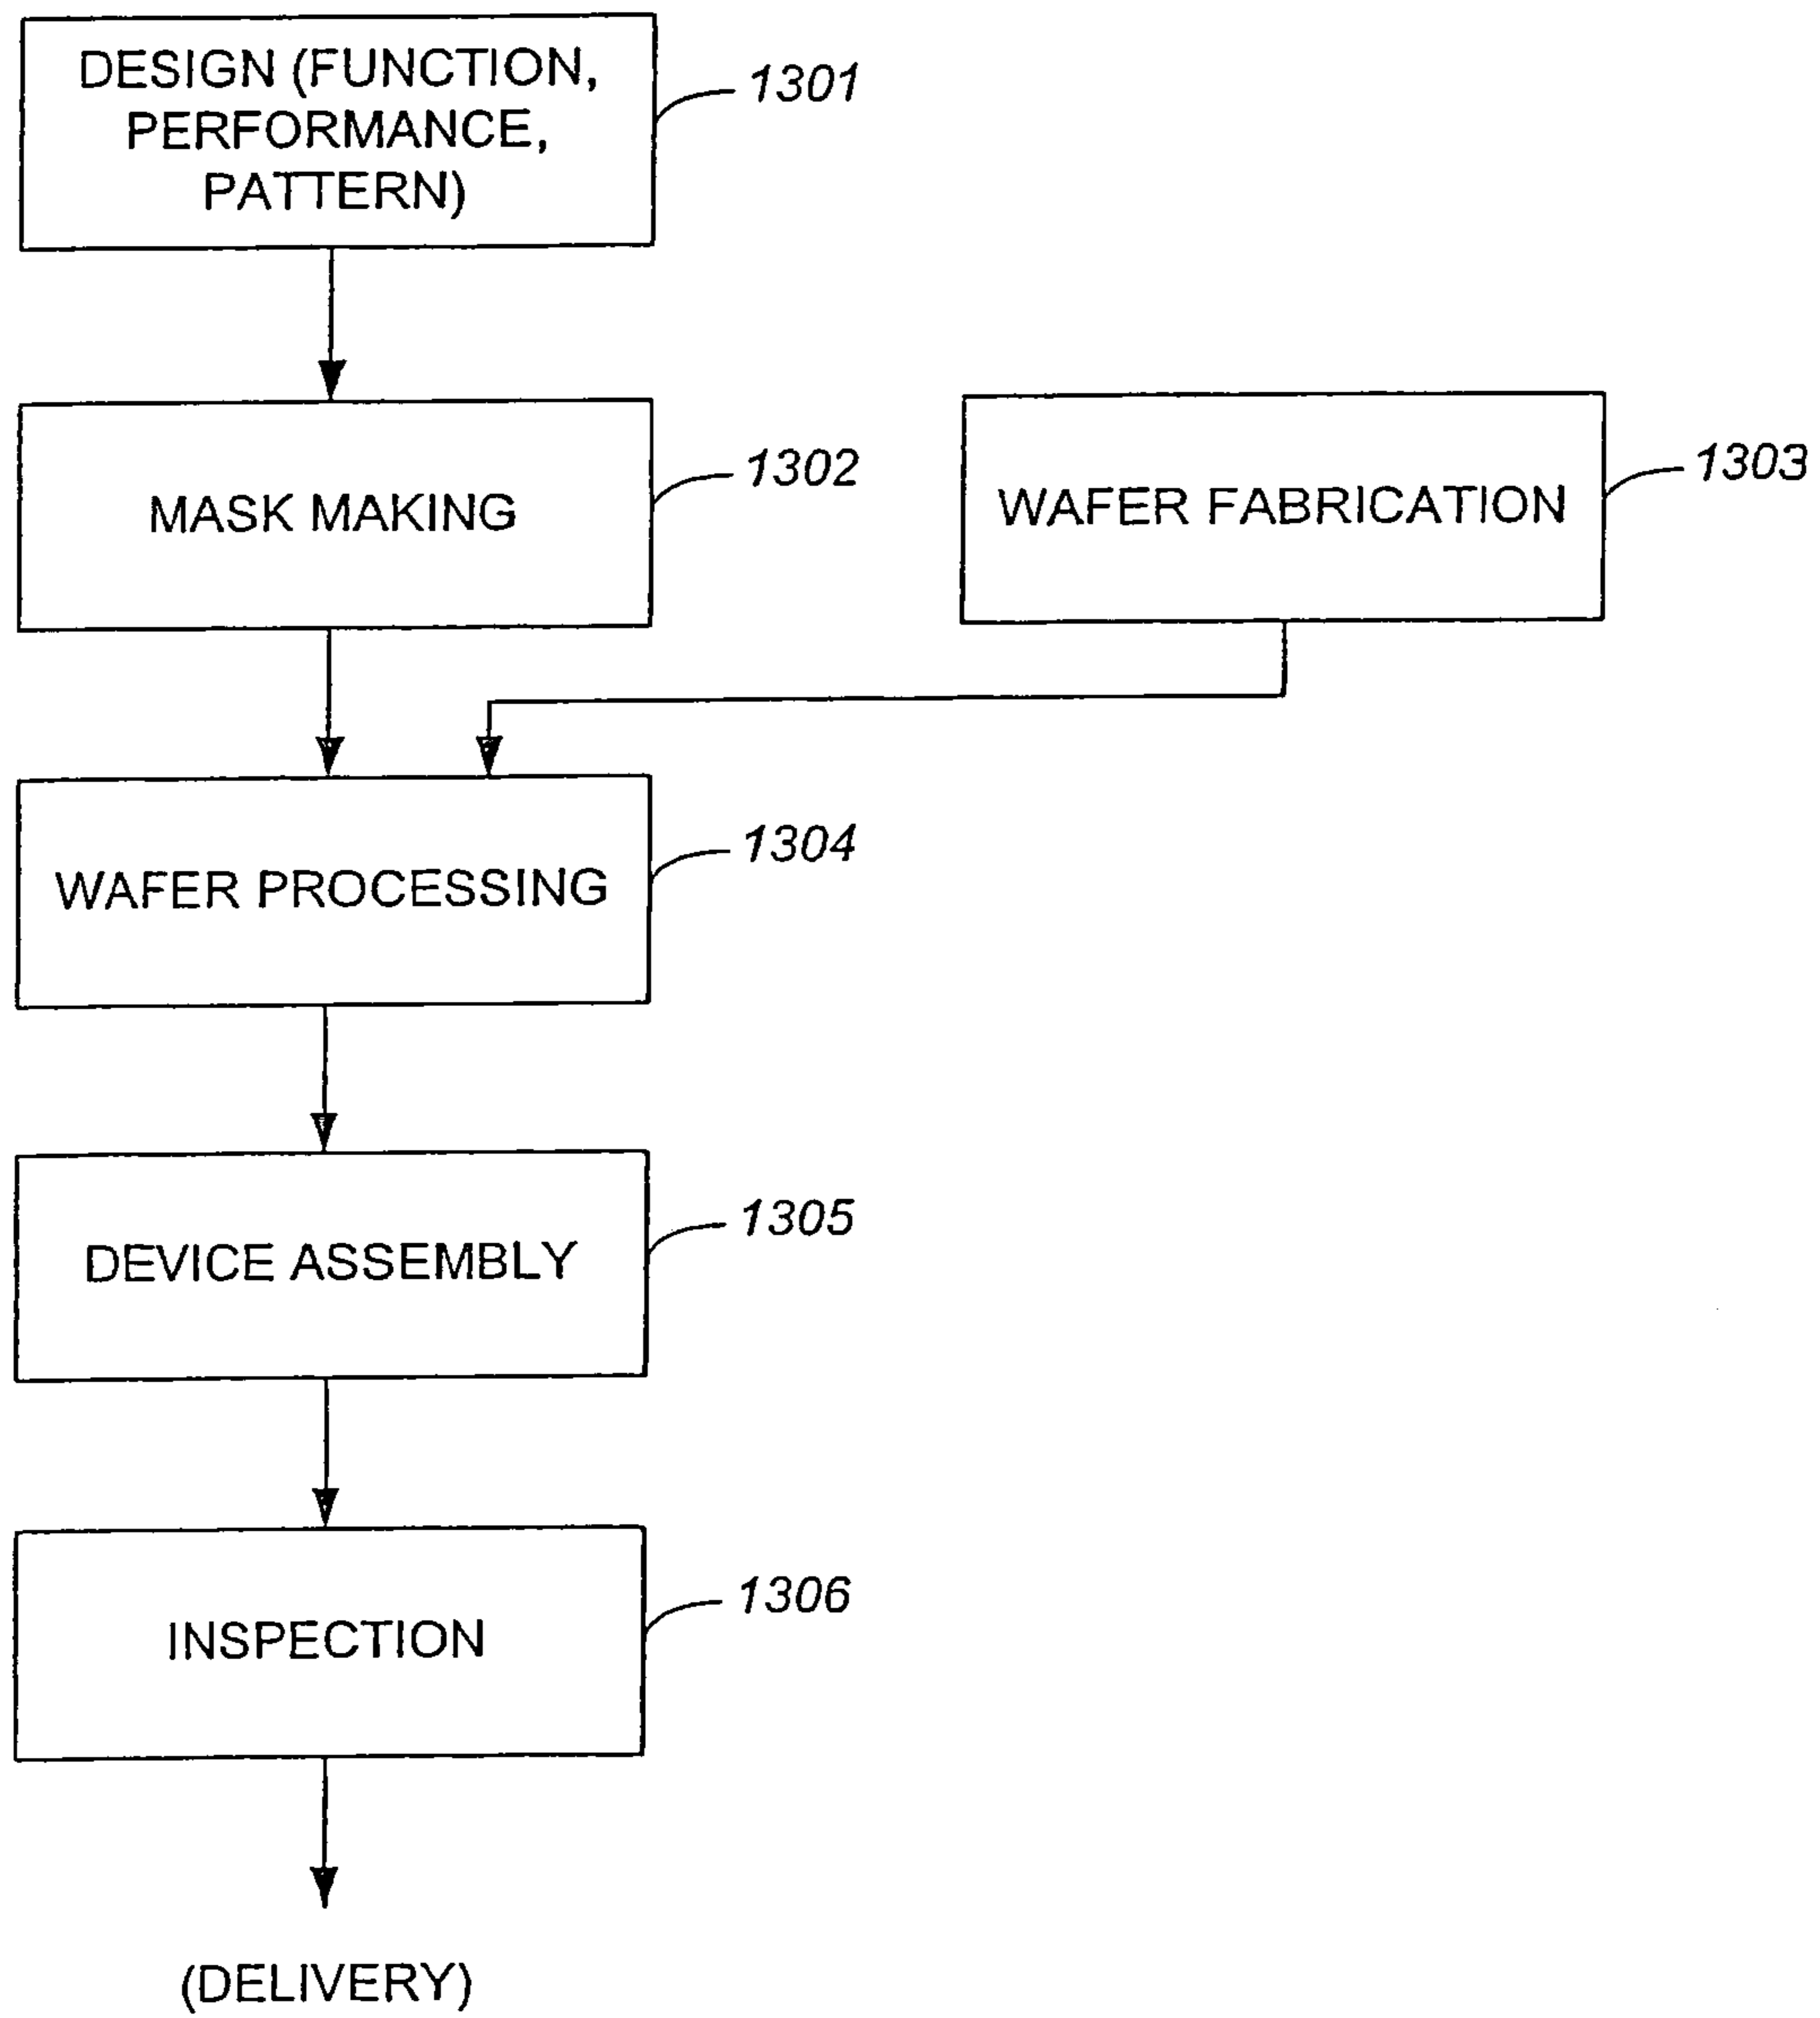 DESIGN (FUNCTION,
PERFORMANCE,
PATTERN)
1301
MASK MAKING
1302
WAFER FABRICATION
1303
WAFER PROCESSING
1304
DEVICE ASSEMBLY
1305
INSPECTION
1306
(DELIVERY)